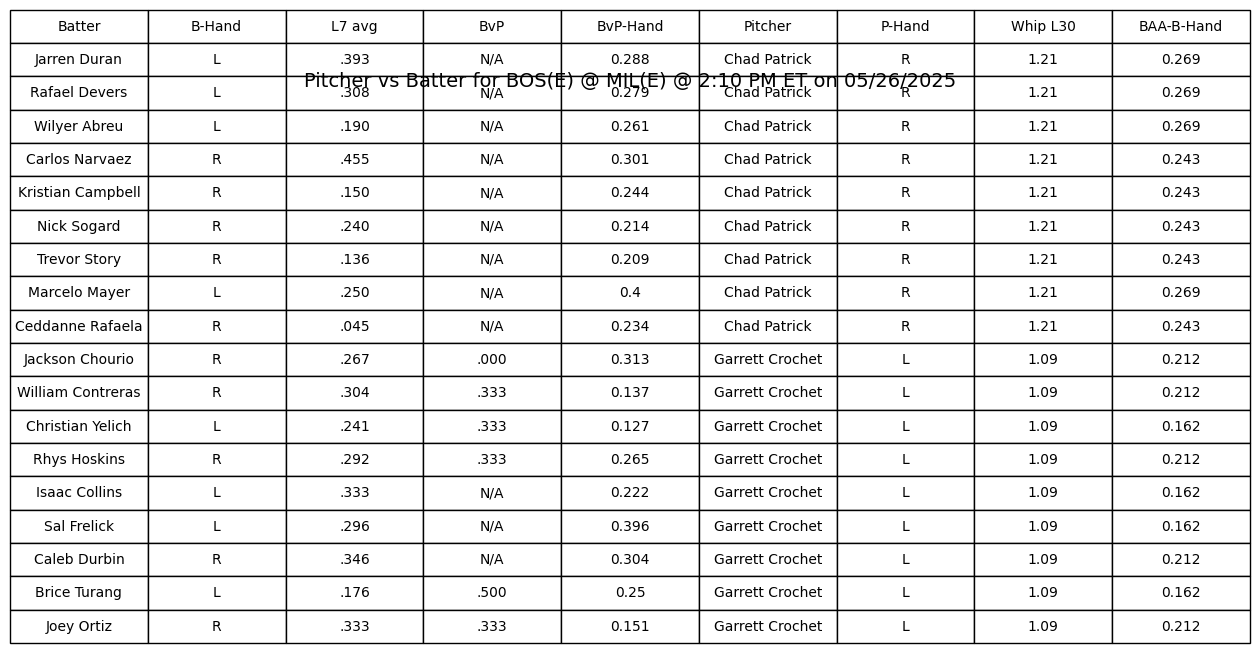 Batter B-Hand L7 avg BvP BvP-Hand Pitcher P-Hand Whip L30 BAA-B-Hand
Jarren Duran L .393 N/A 0.288 Chad Patrick R 1.21 0.269
Pitcher vs Batter for BOS(E) @ MIL(E) @ 2:10 PM ET on 05/26/2025
Rafael Devers L .308 N/A 0.279 Chad Patrick R 1.21 0.269
Wilyer Abreu L .190 N/A 0.261 Chad Patrick R 1.21 0.269
Carlos Narvaez R .455 N/A 0.301 Chad Patrick R 1.21 0.243
Kristian Campbell R .150 N/A 0.244 Chad Patrick R 1.21 0.243
Nick Sogard R .240 N/A 0.214 Chad Patrick R 1.21 0.243
Trevor Story R .136 N/A 0.209 Chad Patrick R 1.21 0.243
Marcelo Mayer L .250 N/A 0.4 Chad Patrick R 1.21 0.269
Ceddanne Rafaela R .045 N/A 0.234 Chad Patrick R 1.21 0.243
Jackson Chourio R .267 .000 0.313 Garrett Crochet L 1.09 0.212
William Contreras R .304 .333 0.137 Garrett Crochet L 1.09 0.212
Christian Yelich L .241 .333 0.127 Garrett Crochet L 1.09 0.162
Rhys Hoskins R .292 .333 0.265 Garrett Crochet L 1.09 0.212
Isaac Collins L .333 N/A 0.222 Garrett Crochet L 1.09 0.162
Sal Frelick L .296 N/A 0.396 Garrett Crochet L 1.09 0.162
Caleb Durbin R .346 N/A 0.304 Garrett Crochet L 1.09 0.212
Brice Turang L .176 .500 0.25 Garrett Crochet L 1.09 0.162
Joey Ortiz R .333 .333 0.151 Garrett Crochet L 1.09 0.212